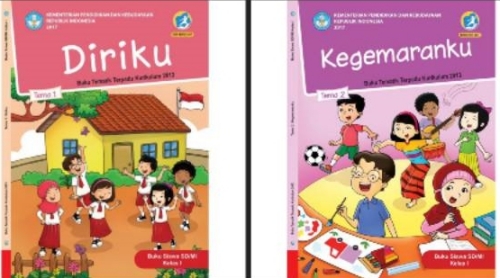 KEMENTERIAN PENDIDIKAN DAN KEBUDAYAAN
REPUBLIK INDONESIA
2017
Diriku
Buku Tematik Terpadu Kurikulum 2013
Tema 1
Buku Siswa SD/MI
Kelas I
KEMENTERIAN PENDIDIKAN DAN KEBUDAYAAN
REPUBLIK INDONESIA
2017
Kegemaranku
Buku Tematik Terpadu Kurikulum 2013
Tema 2
Buku Siswa SD/MI
Kelas I